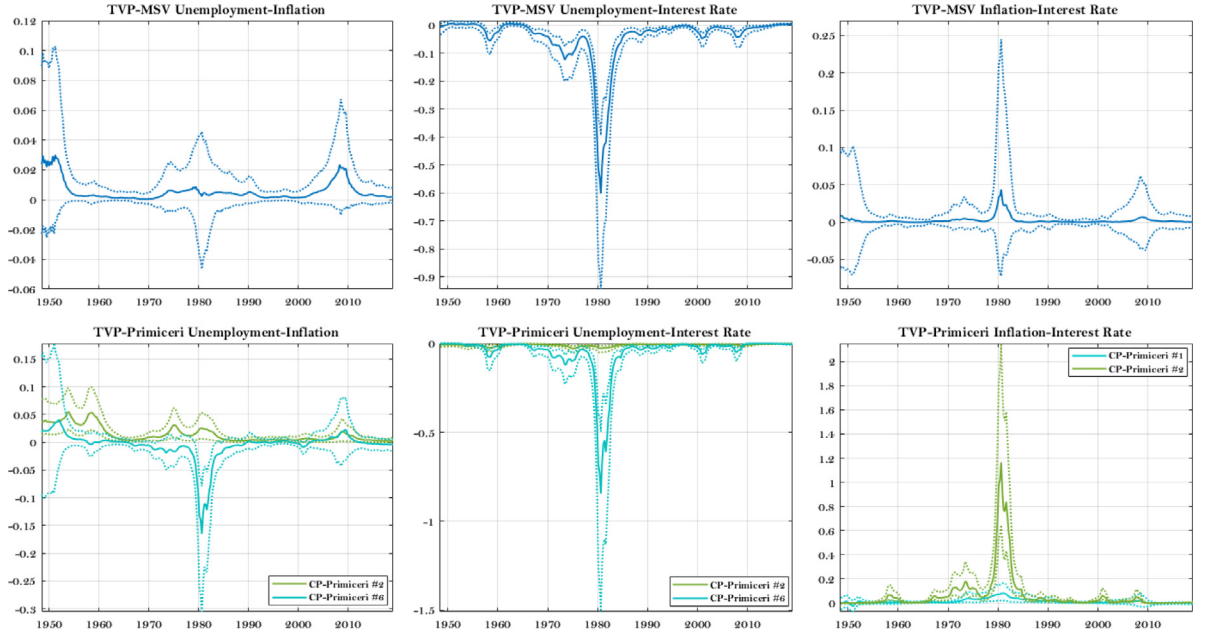 TVP-MSV Unemployment-Inflation
0.12
0.1
0.08
0.06
0.04
0.02
0
-0.02
-0.04
-0.06
1950 1960 1970 1980 1990 2000 2010
TVP-MSV Unemployment-Interest Rate
0
-0.1
-0.2
-0.3
-0.4
-0.5
-0.6
-0.7
-0.8
-0.9
1950 1960 1970 1980 1990 2000 2010
TVP-MSV Inflation-Interest Rate
0.25
0.2
0.15
0.1
0.05
0
-0.05
1950 1960 1970 1980 1990 2000 2010
TVP-Primiceri Unemployment-Inflation
0.15
0.1
0.05
0
-0.05
-0.1
-0.15
-0.2
-0.25
-0.3
CP-Primiceri #2
CP-Primiceri #6
1950 1960 1970 1980 1990 2000 2010
TVP-Primiceri Unemployment-Interest Rate
0
-0.5
-1
-1.5
CP-Primiceri #2
CP-Primiceri #6
1950 1960 1970 1980 1990 2000 2010
TVP-Primiceri Inflation-Interest Rate
CP-Primiceri #1
CP-Primiceri #2
2
1.8
1.6
1.4
1.2
1
0.8
0.6
0.4
0.2
0
1950 1960 1970 1980 1990 2000 2010